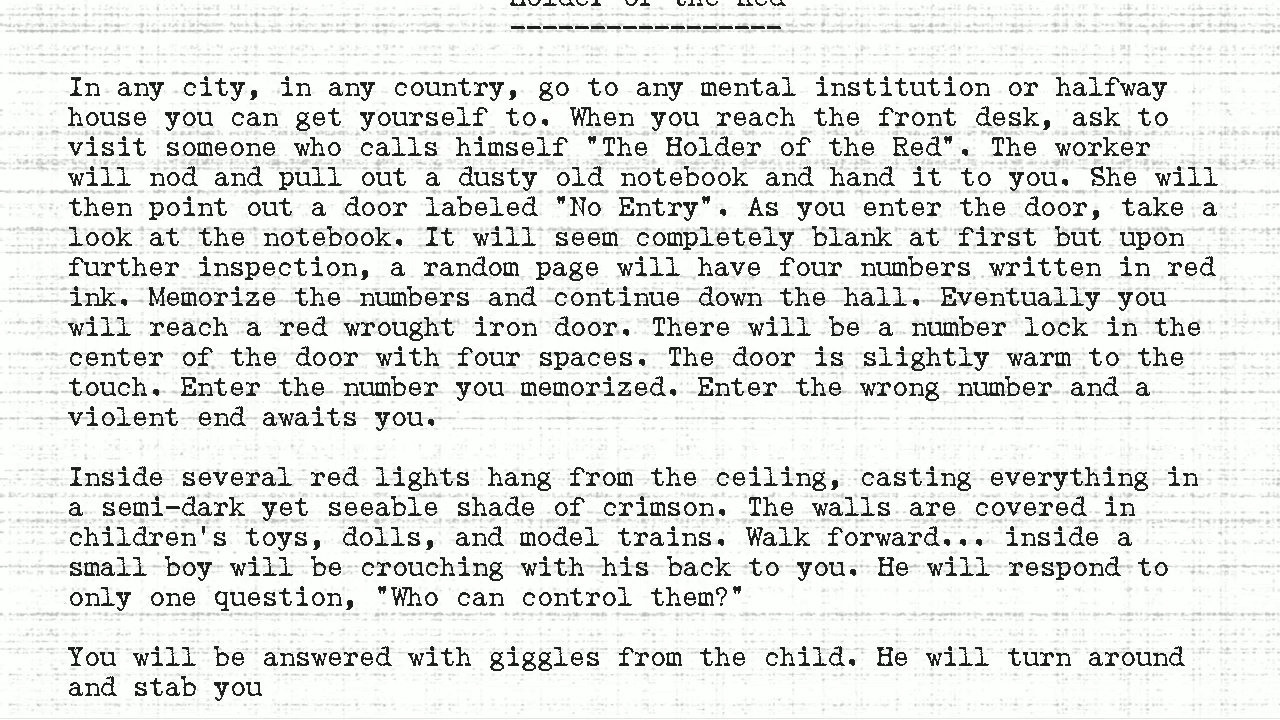 Holder of the Red
-----------------
In any city, in any country, go to any mental institution or halfway
house you can get yourself to. When you reach the front desk, ask to
visit someone who calls himself "The Holder of the Red". The worker
will nod and pull out a dusty old notebook and hand it to you. She will
then point out a door labeled "No Entry". As you enter the door, take a
look at the notebook. It will seem completely blank at first but upon
further inspection, a random page will have four numbers written in red
ink. Memorize the numbers and continue down the hall. Eventually you
will reach a red wrought iron door. There will be a number lock in the
center of the door with four spaces. The door is slightly warm to the
touch. Enter the number you memorized. Enter the wrong number and a
violent end awaits you.
Inside several red lights hang from the ceiling, casting everything in
a semi-dark yet seeable shade of crimson. The walls are covered in
children's toys, dolls, and model trains. Walk forward... inside a
small boy will be crouching with his back to you. He will respond to
only one question, "Who can control them?"
You will be answered with giggles from the child. He will turn around
and stab you